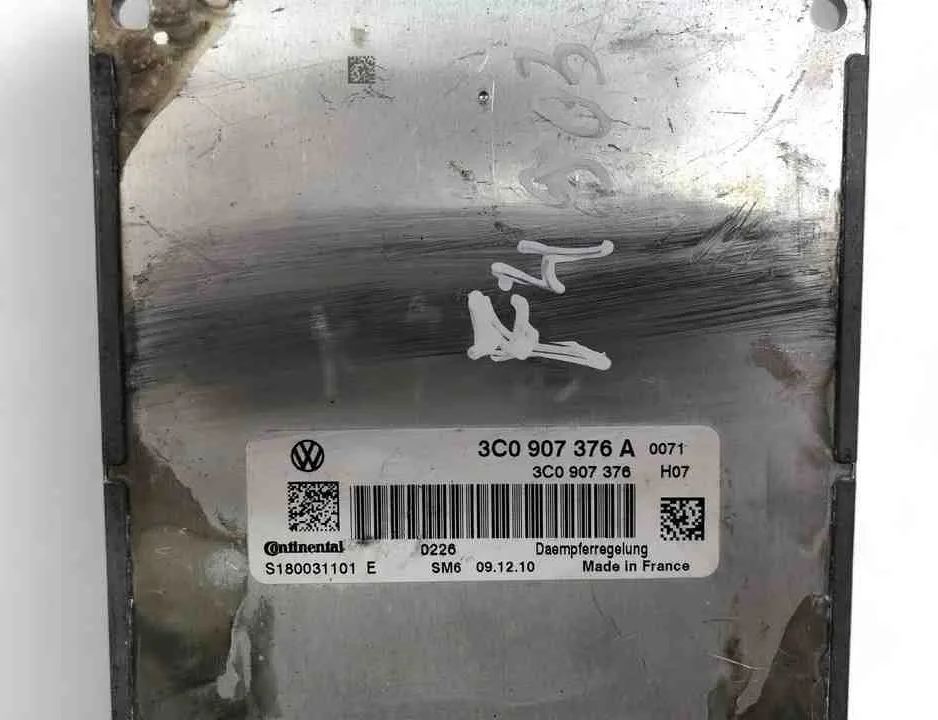 3C0 907 376 A 0071
3C0 907 376 H07
Continental 0226 Daempferregelung
S180031101 E SM6 09.12.10 Made in France